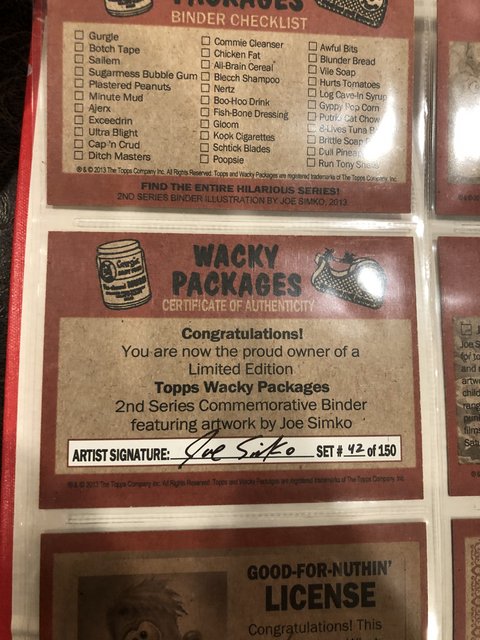 PACKAGES
BINDER CHECKLIST
Gurgle
Botch Tape
Sailem
Sugarmess Bubble Gum
Plastered Peanuts
Minute Mud
Ajerx
Exceedrin
Ultra Blight
Cap 'n Crud
Ditch Masters
Commie Cleanser
Chicken Fat
All-Brain Cereal
Blecch Shampoo
Nertz
Boo-Hoo Drink
Fish-Bone Dressing
Gloom
Kook Cigarettes
Schtick Blades
Poopsie
Awful Bits
Blunder Bread
Vile Soap
Hurts Tomatoes
Log Cave-In Syrup
Gyppy Pop Corn
Putrid Cat Chow
8-Lives Tuna
Brittle Soap
Dull Pineapp
Run Tony
® & © 2013 The Topps Company, Inc. All Rights Reserved. Topps and Wacky Packages are registered trademarks of The Topps Company, Inc.
FIND THE ENTIRE HILARIOUS SERIES!
2ND SERIES BINDER ILLUSTRATION BY JOE SIMKO, 2013
WACKY
PACKAGES
CERTIFICATE OF AUTHENTICITY
Congratulations!
You are now the proud owner of a
Limited Edition
Topps Wacky Packages
2nd Series Commemorative Binder
featuring artwork by Joe Simko
ARTIST SIGNATURE: Joe Simko SET # 42 of 150
® & © 2013 The Topps Company, Inc. All Rights Reserved. Topps and Wacky Packages are registered trademarks of The Topps Company, Inc.
GOOD-FOR-NUTHIN'
LICENSE
Congratulations! This